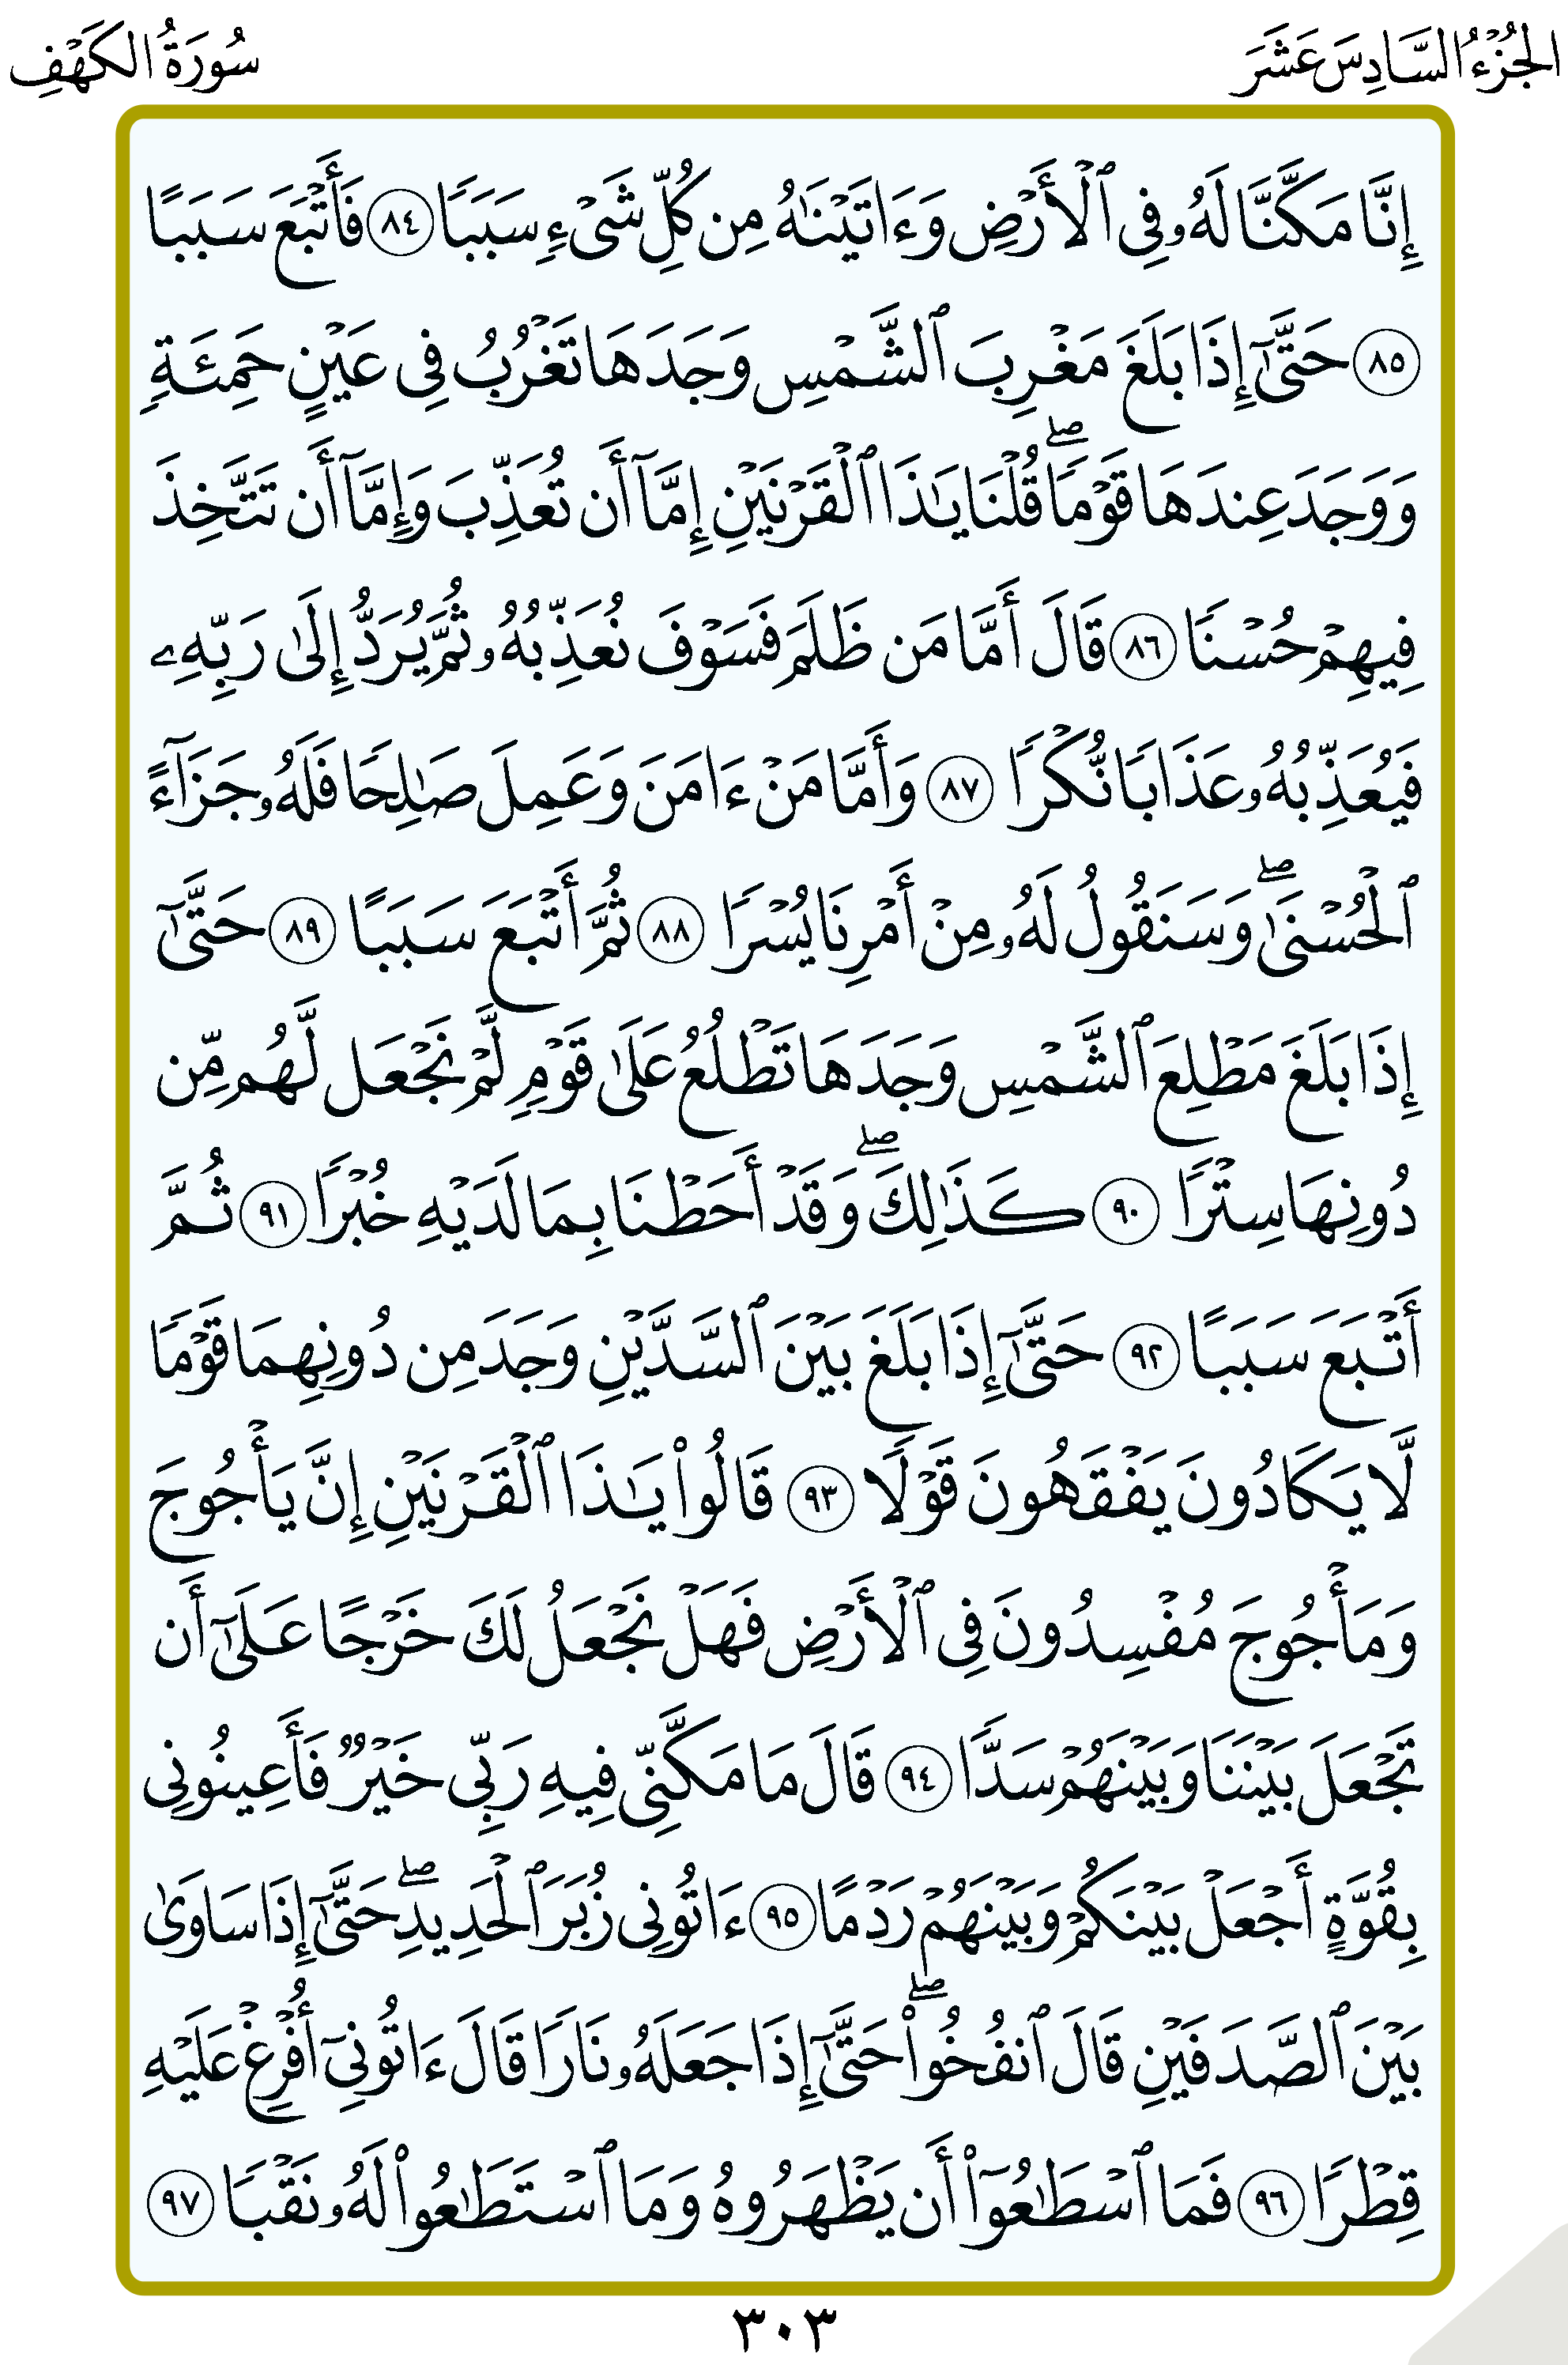 الجُزْءُ السَّادِسَ عَشَرَ
سُورَةُ الكَهْفِ
إِنَّا مَكَّنَّا لَهُۥ فِى ٱلْأَرْضِ وَءَاتَيْنَٰهُ مِن كُلِّ شَىْءٍ سَبَبًا ٨٤ فَأَتْبَعَ سَبَبًا
٨٥ حَتَّىٰٓ إِذَا بَلَغَ مَغْرِبَ ٱلشَّمْسِ وَجَدَهَا تَغْرُبُ فِى عَيْنٍ حَمِئَةٍ
وَوَجَدَ عِندَهَا قَوْمًا ۖ قُلْنَا يَٰذَا ٱلْقَرْنَيْنِ إِمَّآ أَن تُعَذِّبَ وَإِمَّآ أَن تَتَّخِذَ
فِيهِمْ حُسْنًا ٨٦ قَالَ أَمَّا مَن ظَلَمَ فَسَوْفَ نُعَذِّبُهُۥ ثُمَّ يُرَدُّ إِلَىٰ رَبِّهِۦ
فَيُعَذِّبُهُۥ عَذَابًا نُّكْرًا ٨٧ وَأَمَّا مَنْ ءَامَنَ وَعَمِلَ صَٰلِحًا فَلَهُۥ جَزَآءً
ٱلْحُسْنَىٰ ۖ وَسَنَقُولُ لَهُۥ مِنْ أَمْرِنَا يُسْرًا ٨٨ ثُمَّ أَتْبَعَ سَبَبًا ٨٩ حَتَّىٰٓ
إِذَا بَلَغَ مَطْلِعَ ٱلشَّمْسِ وَجَدَهَا تَطْلُعُ عَلَىٰ قَوْمٍ لَّمْ نَجْعَل لَّهُم مِّن
دُونِهَا سِتْرًا ٩٠ كَذَٰلِكَ ۖ وَقَدْ أَحَطْنَا بِمَا لَدَيْهِ خُبْرًا ٩١ ثُمَّ
أَتْبَعَ سَبَبًا ٩٢ حَتَّىٰٓ إِذَا بَلَغَ بَيْنَ ٱلسَّدَّيْنِ وَجَدَ مِن دُونِهِمَا قَوْمًا
لَّا يَكَادُونَ يَفْقَهُونَ قَوْلًا ٩٣ قَالُوا۟ يَٰذَا ٱلْقَرْنَيْنِ إِنَّ يَأْجُوجَ
وَمَأْجُوجَ مُفْسِدُونَ فِى ٱلْأَرْضِ فَهَلْ نَجْعَلُ لَكَ خَرْجًا عَلَىٰٓ أَن
تَجْعَلَ بَيْنَنَا وَبَيْنَهُمْ سَدًّا ٩٤ قَالَ مَا مَكَّنِّى فِيهِ رَبِّى خَيْرٌ فَأَعِينُونِى
بِقُوَّةٍ أَجْعَلْ بَيْنَكُمْ وَبَيْنَهُمْ رَدْمًا ٩٥ ءَاتُونِى زُبَرَ ٱلْحَدِيدِ ۖ حَتَّىٰٓ إِذَا سَاوَىٰ
بَيْنَ ٱلصَّدَفَيْنِ قَالَ ٱنفُخُوا۟ ۖ حَتَّىٰٓ إِذَا جَعَلَهُۥ نَارًا قَالَ ءَاتُونِىٓ أُفْرِغْ عَلَيْهِ
قِطْرًا ٩٦ فَمَا ٱسْطَٰعُوٓا۟ أَن يَظْهَرُوهُ وَمَا ٱسْتَطَٰعُوا۟ لَهُۥ نَقْبًا ٩٧
٣٠٣